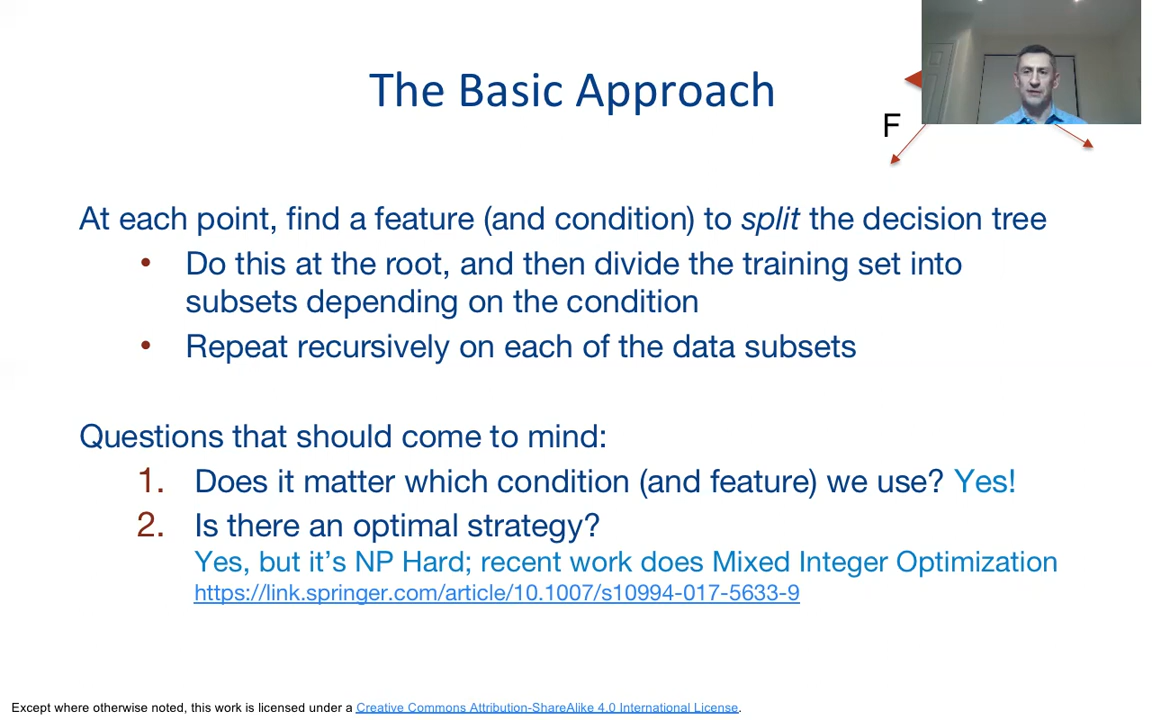 The Basic Approach
F
At each point, find a feature (and condition) to split the decision tree
• Do this at the root, and then divide the training set into
subsets depending on the condition
• Repeat recursively on each of the data subsets
Questions that should come to mind:
1. Does it matter which condition (and feature) we use? Yes!
2. Is there an optimal strategy?
Yes, but it’s NP Hard; recent work does Mixed Integer Optimization
https://link.springer.com/article/10.1007/s10994-017-5633-9
Except where otherwise noted, this work is licensed under a Creative Commons Attribution-ShareAlike 4.0 International License.